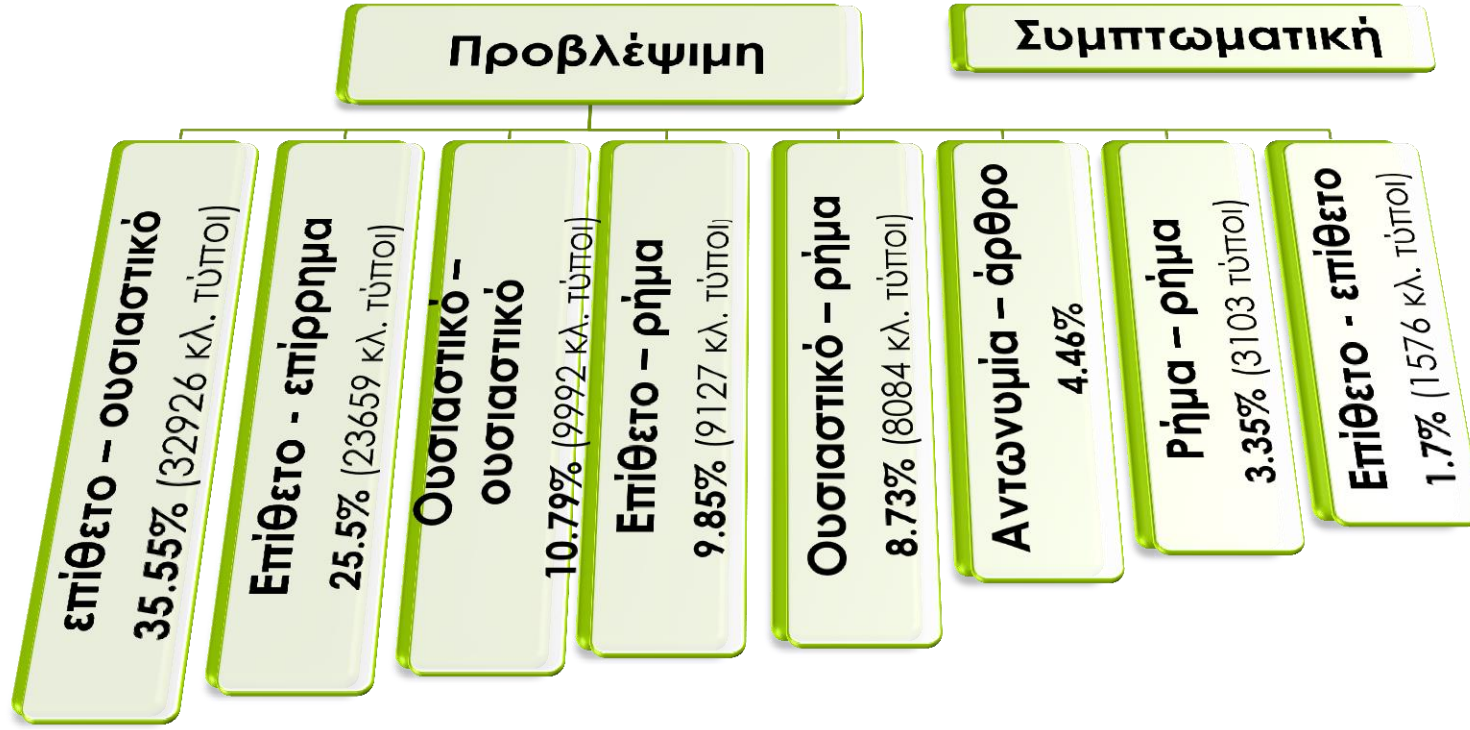 Προβλέψιμη
Συμπτωματική
επίθετο – ουσιαστικό
35.55% (32926 κλ. τύποι)
Επίθετο - επίρρημα
25.5% (23659 κλ. τύποι)
Ουσιαστικό –
ουσιαστικό
10.79% (9992 κλ. τύποι)
Επίθετο – ρήμα
9.85% (9127 κλ. τύποι)
Ουσιαστικό – ρήμα
8.73% (8084 κλ. τύποι)
Αντωνυμία – άρθρο
4.46%
Ρήμα – ρήμα
3.35% (3103 τύποι)
Επίθετο - επίθετο
1.7% (1576 κλ. τύποι)